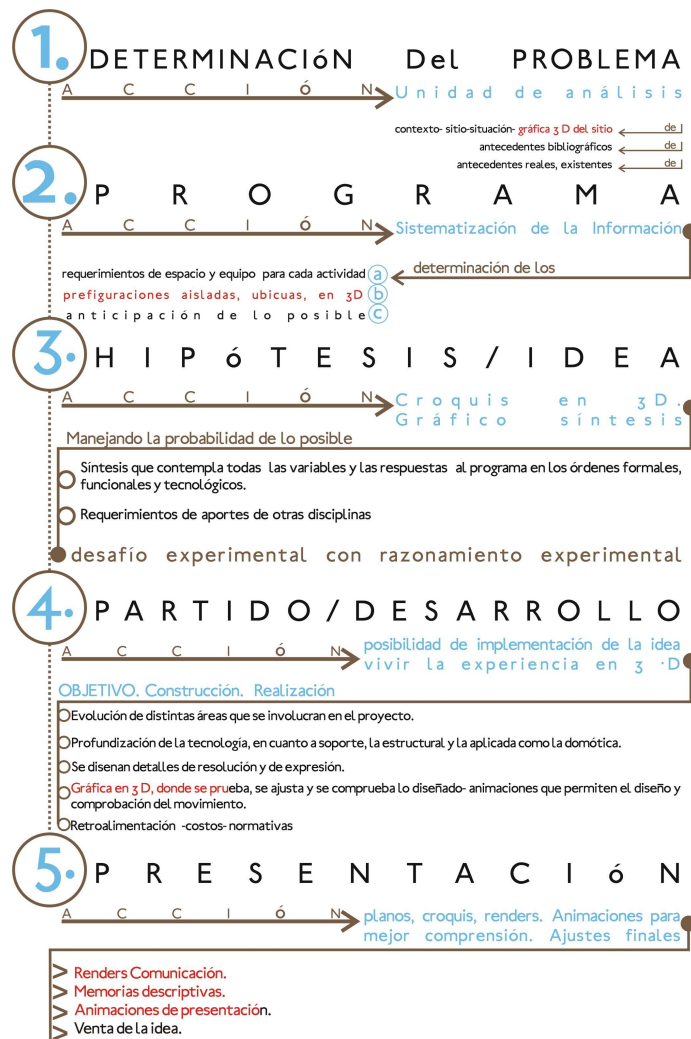 1.
DETERMINACIóN Del PROBLEMA
ACCIÓN Unidad de análisis
contexto- sitio-situación- gráfica 3 D del sitio de
antecedentes bibliográficos de
antecedentes reales, existentes de
2.
PROGRAMA
ACCIÓN Sistematización de la Información
determinación de los
requerimientos de espacio y equipo para cada actividad a
prefiguraciones aisladas, ubicuas, en 3D b
anticipación de lo posible c
3.
HIPóTESIS/IDEA
ACCIÓN Croquis en 3D.
Gráfico síntesis
Manejando la probabilidad de lo posible
Síntesis que contempla todas las variables y las respuestas al programa en los órdenes formales,
funcionales y tecnológicos.
Requerimientos de aportes de otras disciplinas
desafío experimental con razonamiento experimental
4.
PARTIDO/DESARROLLO
ACCIÓN posibilidad de implementación de la idea
vivir la experiencia en 3 ·D
OBJETIVO. Construcción. Realización
Evolución de distintas áreas que se involucran en el proyecto.
Profundización de la tecnología, en cuanto a soporte, la estructural y la aplicada como la domótica.
Se disenan detalles de resolución y de expresión.
Gráfica en 3 D, donde se prueba, se ajusta y se comprueba lo diseñado- animaciones que permiten el diseño y
comprobación del movimiento.
Retroalimentación -costos- normativas
5.
PRESENTACIóN
ACCIÓN planos, croquis, renders. Animaciones para
mejor comprensión. Ajustes finales
> Renders Comunicación.
> Memorias descriptivas.
> Animaciones de presentación.
> Venta de la idea.